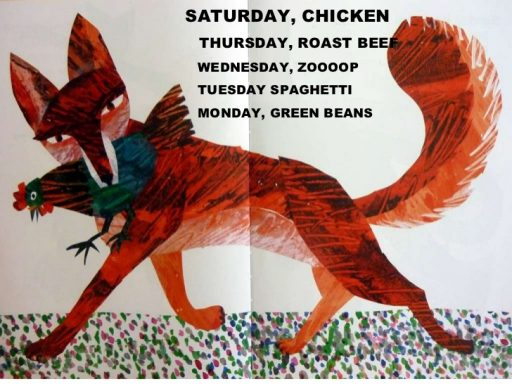 SATURDAY, CHICKEN
THURSDAY, ROAST BEEF
WEDNESDAY, ZOOOOP
TUESDAY SPAGHETTI
MONDAY, GREEN BEANS